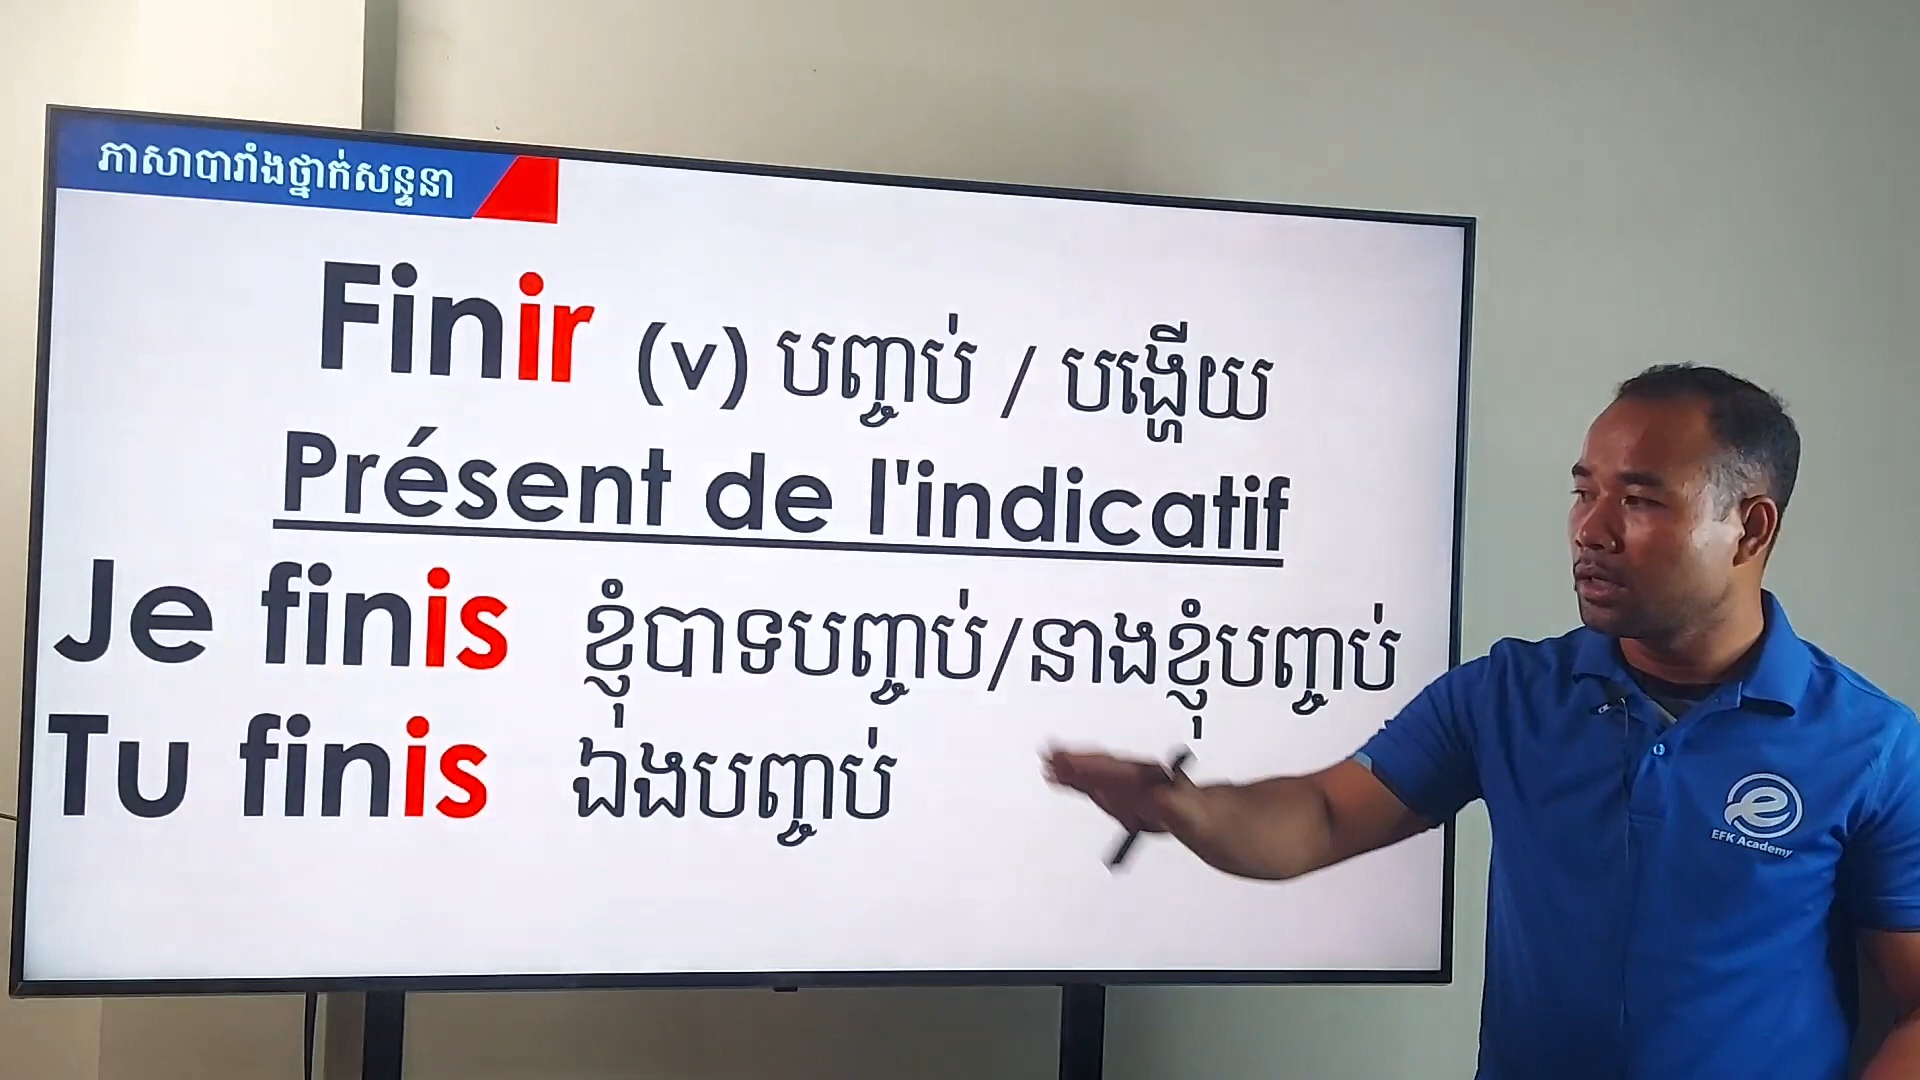 ភាសាបារាំងថ្នាក់សន្ទនា
Finir (v) បញ្ចប់ / បង្ហើយ
Présent de l'indicatif
Je finis ខ្ញុំបាទបញ្ចប់/នាងខ្ញុំបញ្ចប់
Tu finis ឯងបញ្ចប់
e
EFK Academy